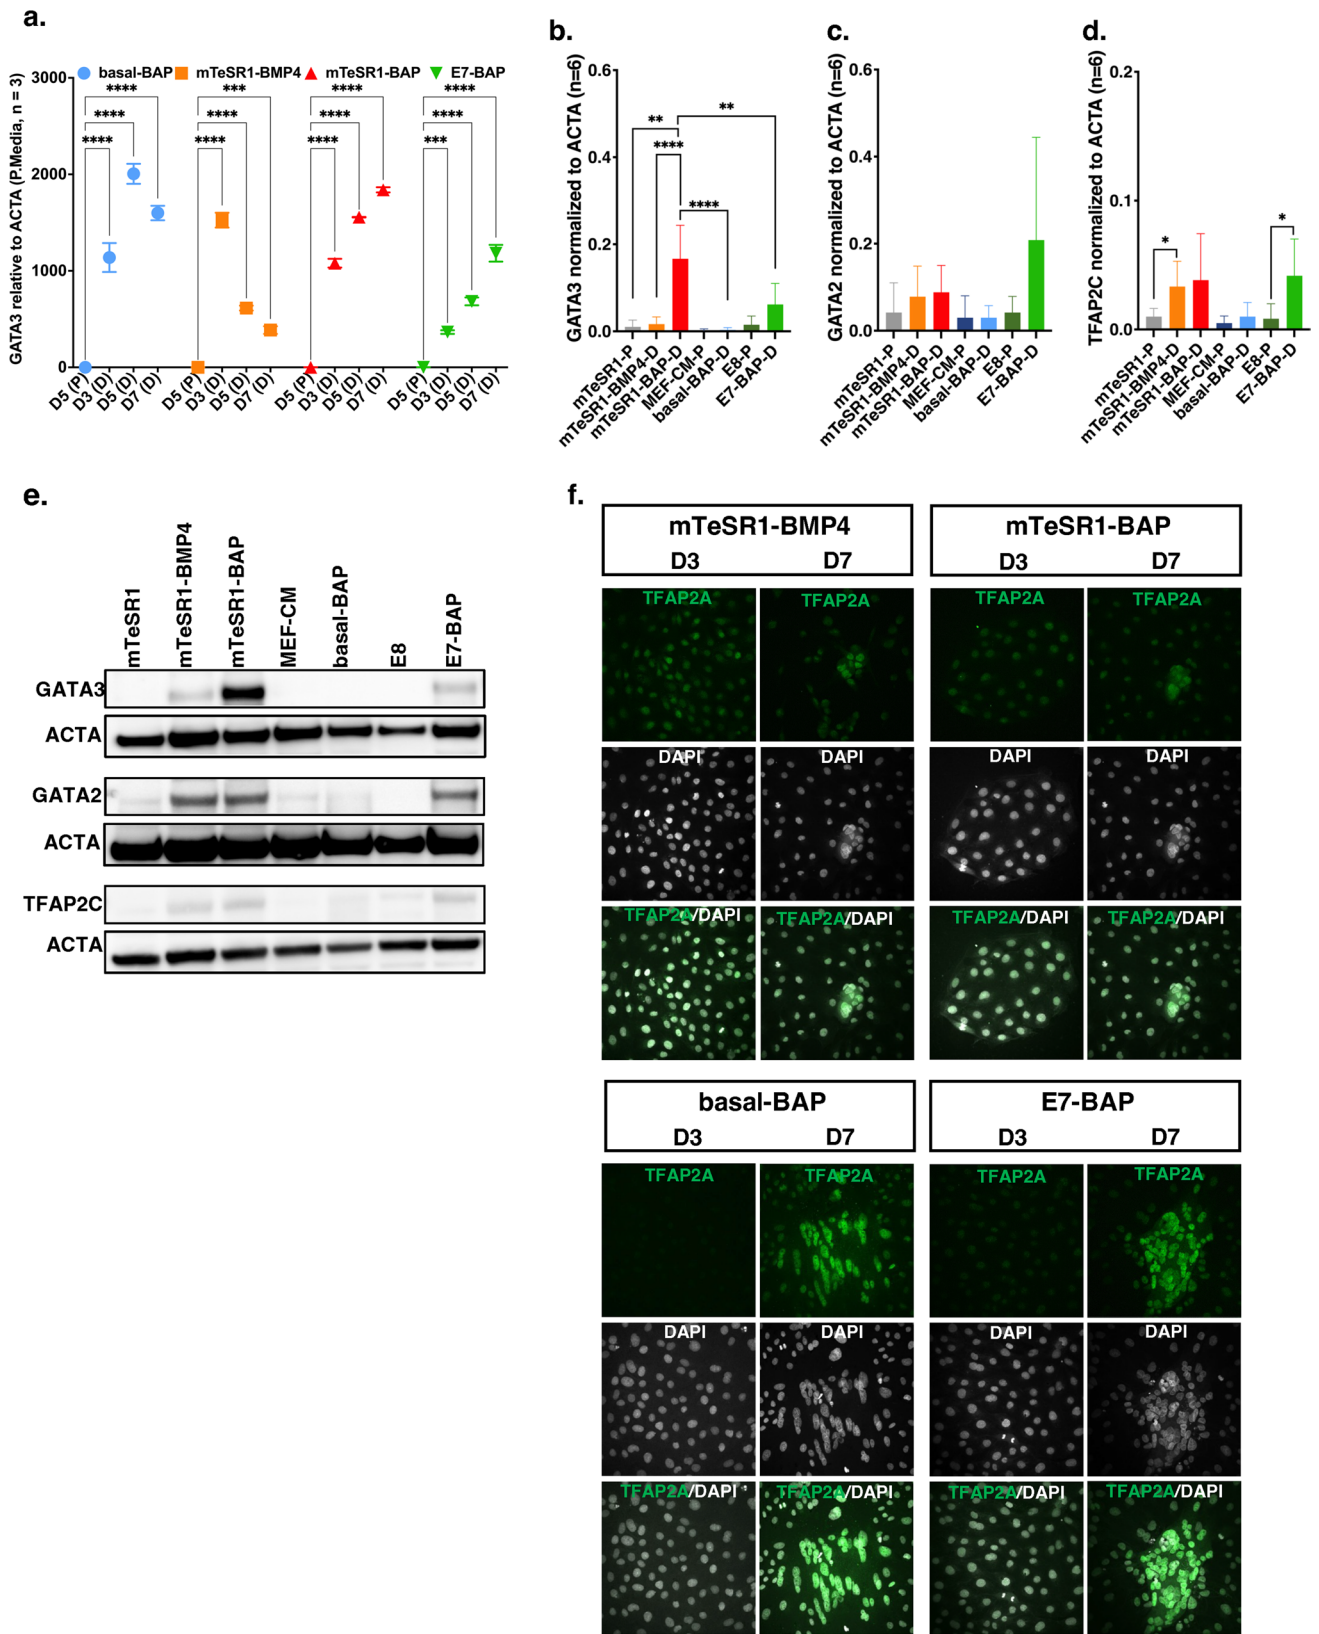 a.
GATA3 relative to ACTA (P.Media, n = 3)
basal-BAP mTeSR1-BMP4 mTeSR1-BAP E7-BAP
3000
2000
1000
0
**** *** **** ****
**** **** **** ****
**** **** **** ***
D5 (P) D3 (D) D5 (D) D7 (D) D5 (P) D3 (D) D5 (D) D7 (D) D5 (P) D3 (D) D5 (D) D7 (D) D5 (P) D3 (D) D5 (D) D7 (D)
b.
GATA3 normalized to ACTA (n=6)
0.6
0.4
0.2
0.0
** **
****
****
mTeSR1-P mTeSR1-BMP4-D mTeSR1-BAP-D MEF-CM-P basal-BAP-D E8-P E7-BAP-D
c.
GATA2 normalized to ACTA (n=6)
0.6
0.4
0.2
0.0
mTeSR1-P mTeSR1-BMP4-D mTeSR1-BAP-D MEF-CM-P basal-BAP-D E8-P E7-BAP-D
d.
TFAP2C normalized to ACTA (n=6)
0.2
0.1
0.0
* *
mTeSR1-P mTeSR1-BMP4-D mTeSR1-BAP-D MEF-CM-P basal-BAP-D E8-P E7-BAP-D
e.
mTeSR1 mTeSR1-BMP4 mTeSR1-BAP MEF-CM basal-BAP E8 E7-BAP
GATA3
ACTA
GATA2
ACTA
TFAP2C
ACTA
f.
mTeSR1-BMP4
D3 D7
TFAP2A TFAP2A
DAPI DAPI
TFAP2A/DAPI TFAP2A/DAPI
mTeSR1-BAP
D3 D7
TFAP2A TFAP2A
DAPI DAPI
TFAP2A/DAPI TFAP2A/DAPI
basal-BAP
D3 D7
TFAP2A TFAP2A
DAPI DAPI
TFAP2A/DAPI TFAP2A/DAPI
E7-BAP
D3 D7
TFAP2A TFAP2A
DAPI DAPI
TFAP2A/DAPI TFAP2A/DAPI